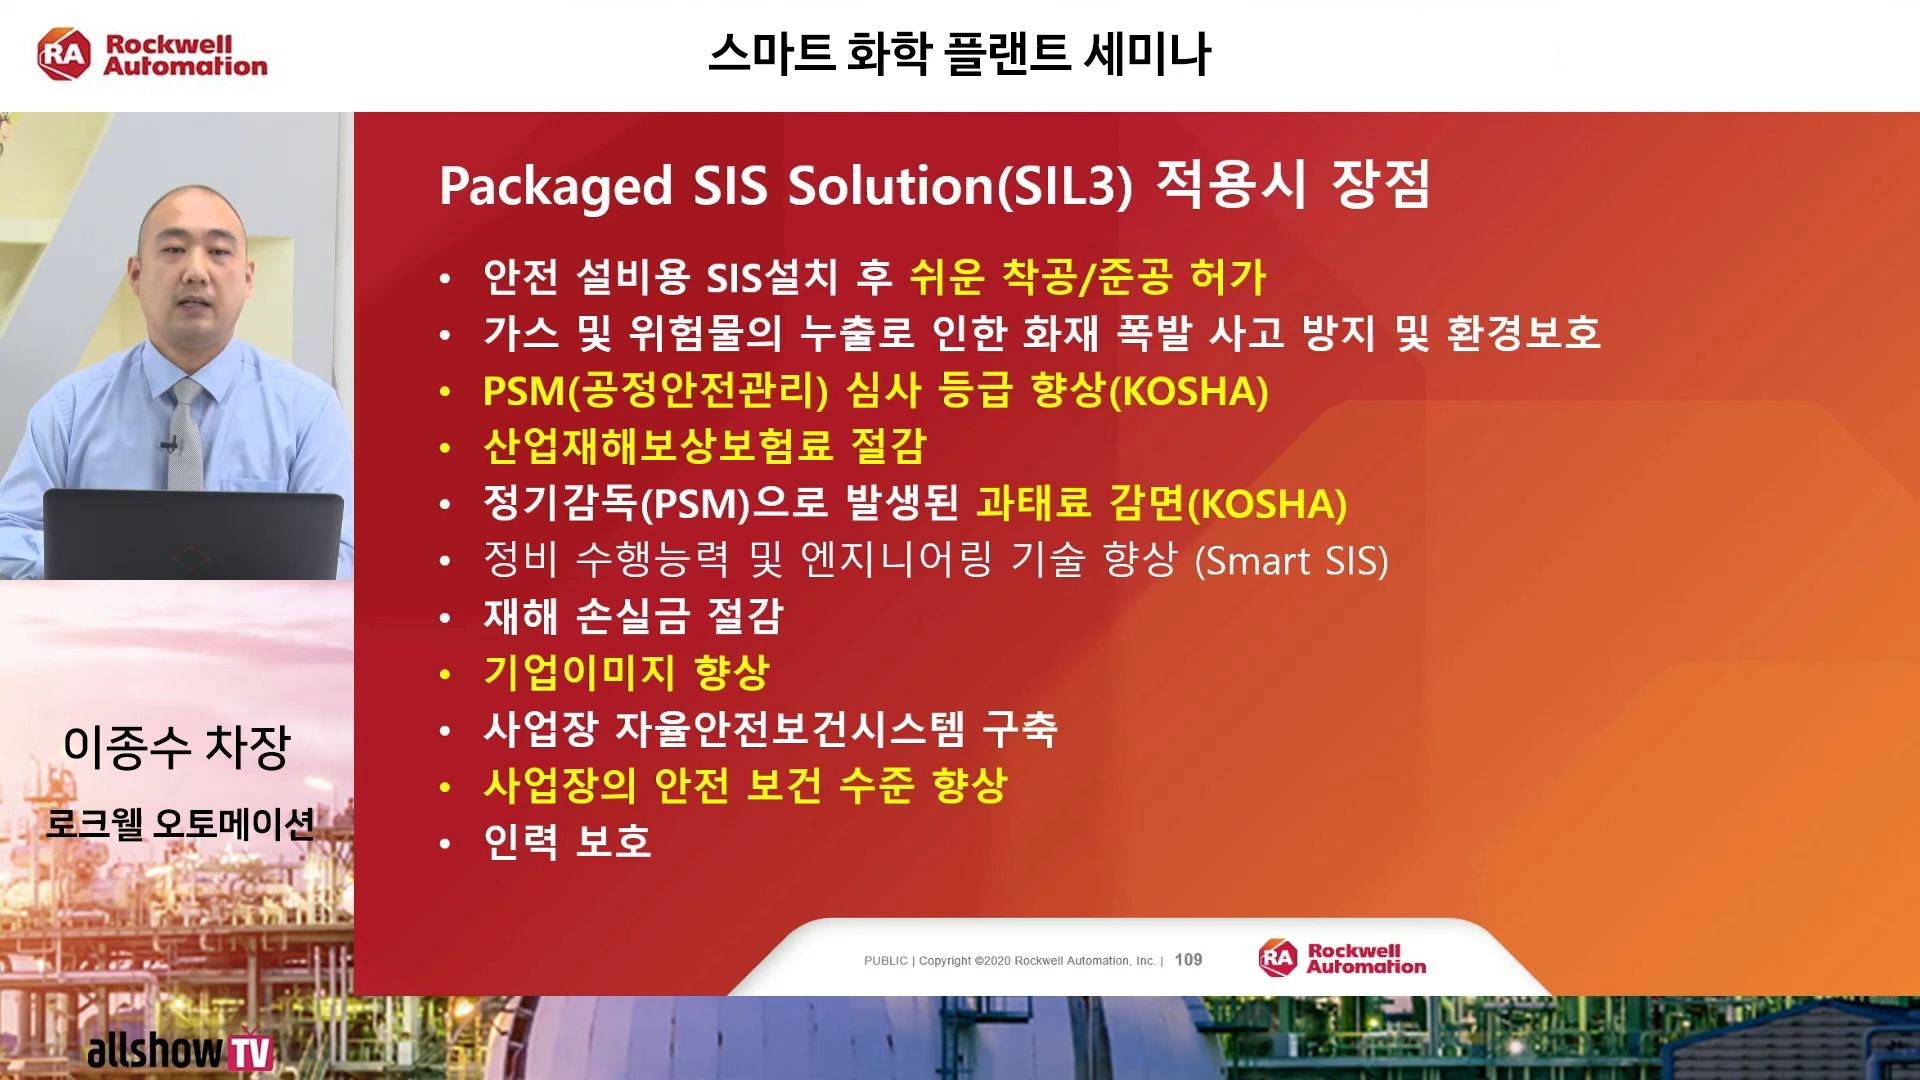 RA Rockwell Automation
스마트 화학 플랜트 세미나
Packaged SIS Solution(SIL3) 적용시 장점
• 안전 설비용 SIS설치 후 쉬운 착공/준공 허가
• 가스 및 위험물의 누출로 인한 화재 폭발 사고 방지 및 환경보호
• PSM(공정안전관리) 심사 등급 향상(KOSHA)
• 산업재해보상보험료 절감
• 정기감독(PSM)으로 발생된 과태료 감면(KOSHA)
• 정비 수행능력 및 엔지니어링 기술 향상 (Smart SIS)
• 재해 손실금 절감
• 기업이미지 향상
• 사업장 자율안전보건시스템 구축
• 사업장의 안전 보건 수준 향상
• 인력 보호
이종수 차장
로크웰 오토메이션
PUBLIC | Copyright ©2020 Rockwell Automation, Inc. | 109
RA Rockwell Automation
allshow TV